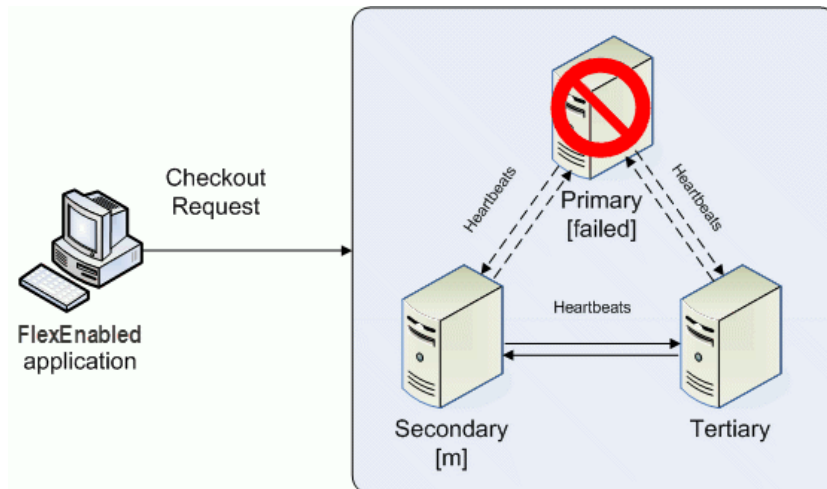 Checkout
Request
FlexEnabled
application
Heartbeats
Heartbeats
Primary
[failed]
Heartbeats
Secondary
[m]
Tertiary